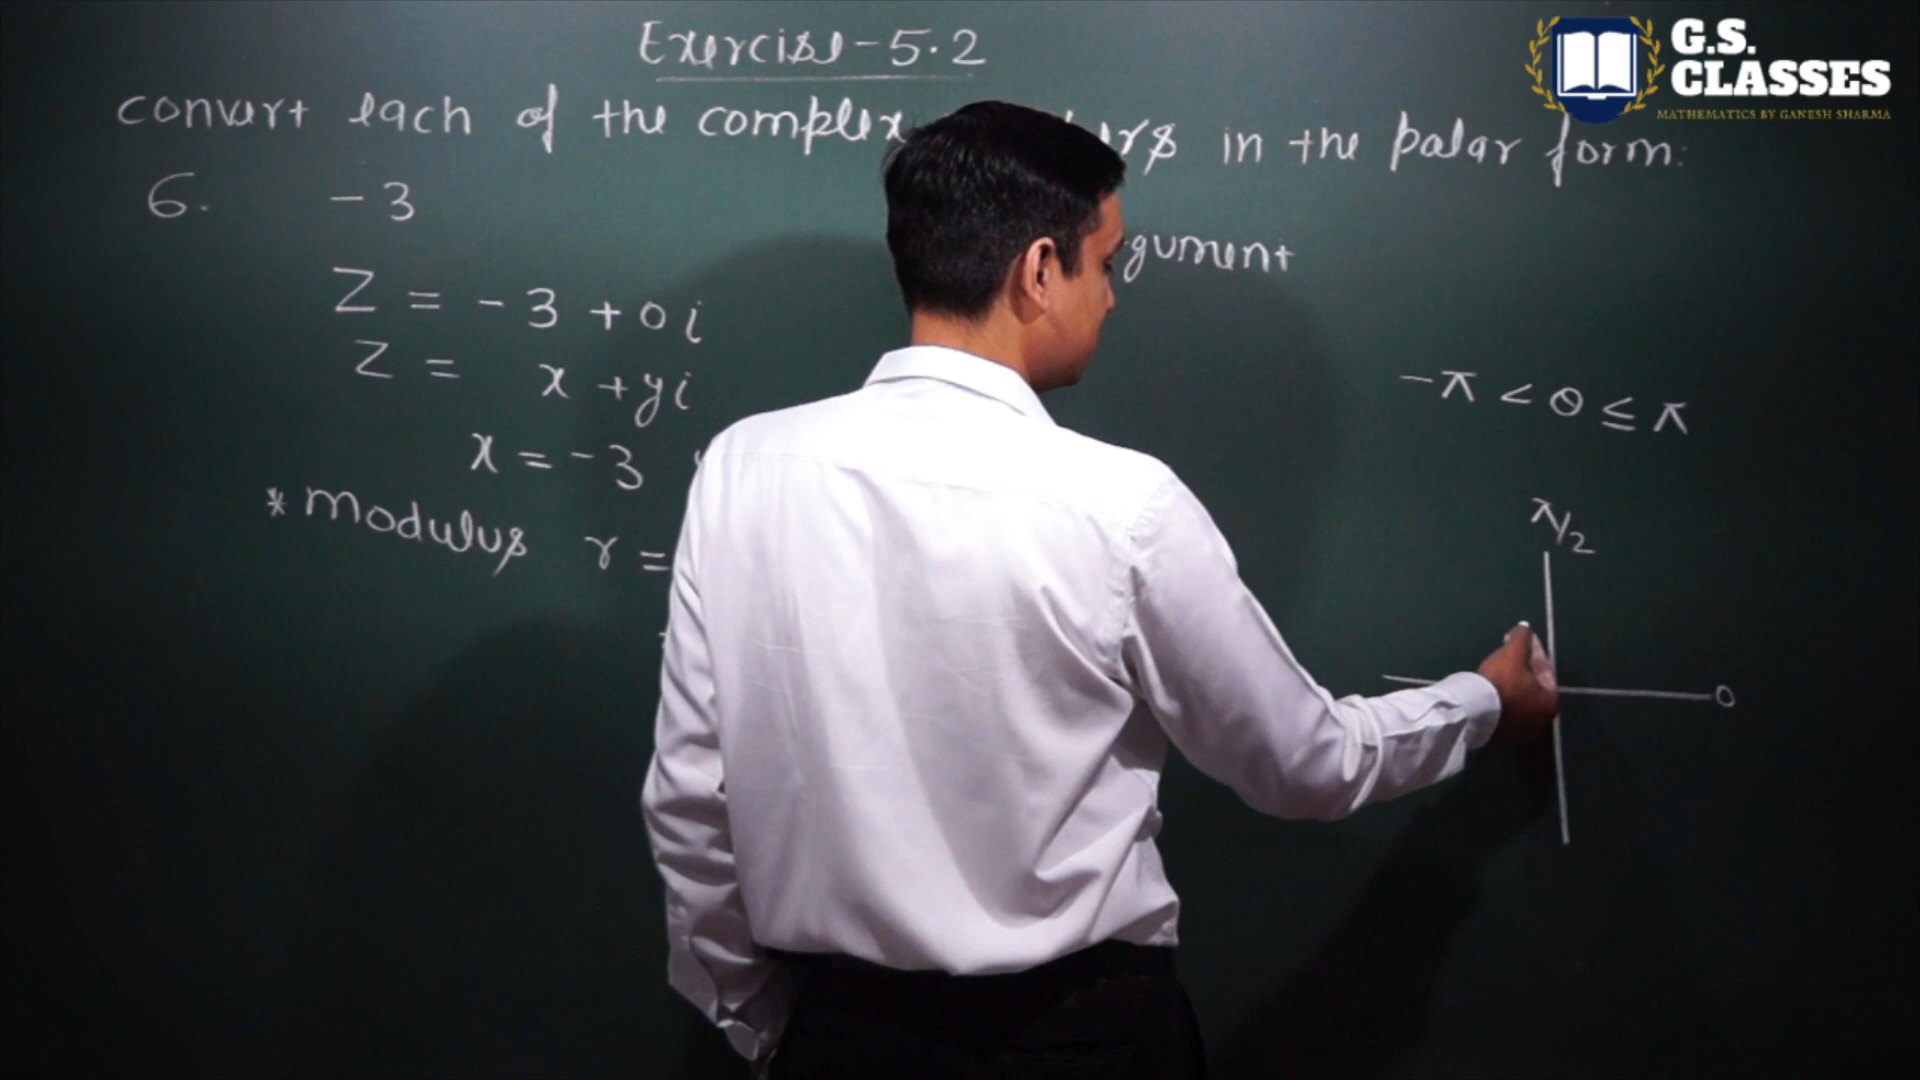 Exercise-5.2
G.S.
CLASSES
MATHEMATICS BY GANESH SHARMA
convert each of the complex in the polar form:
6. -3
Z = -3 +0i
Z = x +yi
-π < θ ≤ π
x = -3
*Modulus r =
π/2
0